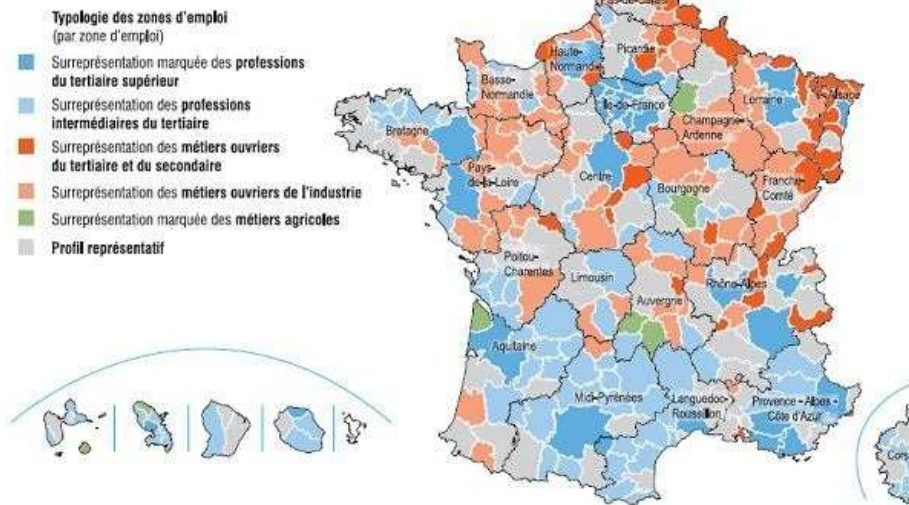 Typologie des zones d'emploi
(par zone d'emploi)
Surreprésentation marquée des professions
du tertiaire supérieur
Surreprésentation des professions
intermédiaires du tertiaire
Surreprésentation des métiers ouvriers
du tertiaire et du secondaire
Surreprésentation des métiers ouvriers de l'industrie
Surreprésentation marquée des métiers agricoles
Profil représentatif
Picardie
Haute-
Normandie
Basse-
Normandie
Île-de-France
Lorraine
Alsace
Champagne-
Ardenne
Bretagne
Pays-
de-la-Loire
Centre
Bourgogne
Franche-
Comté
Poitou-
Charentes
Limousin
Auvergne
Rhône-Alpes
Aquitaine
Midi-Pyrénées
Languedoc-
Roussillon
Provence - Alpes -
Côte d'Azur
Cors